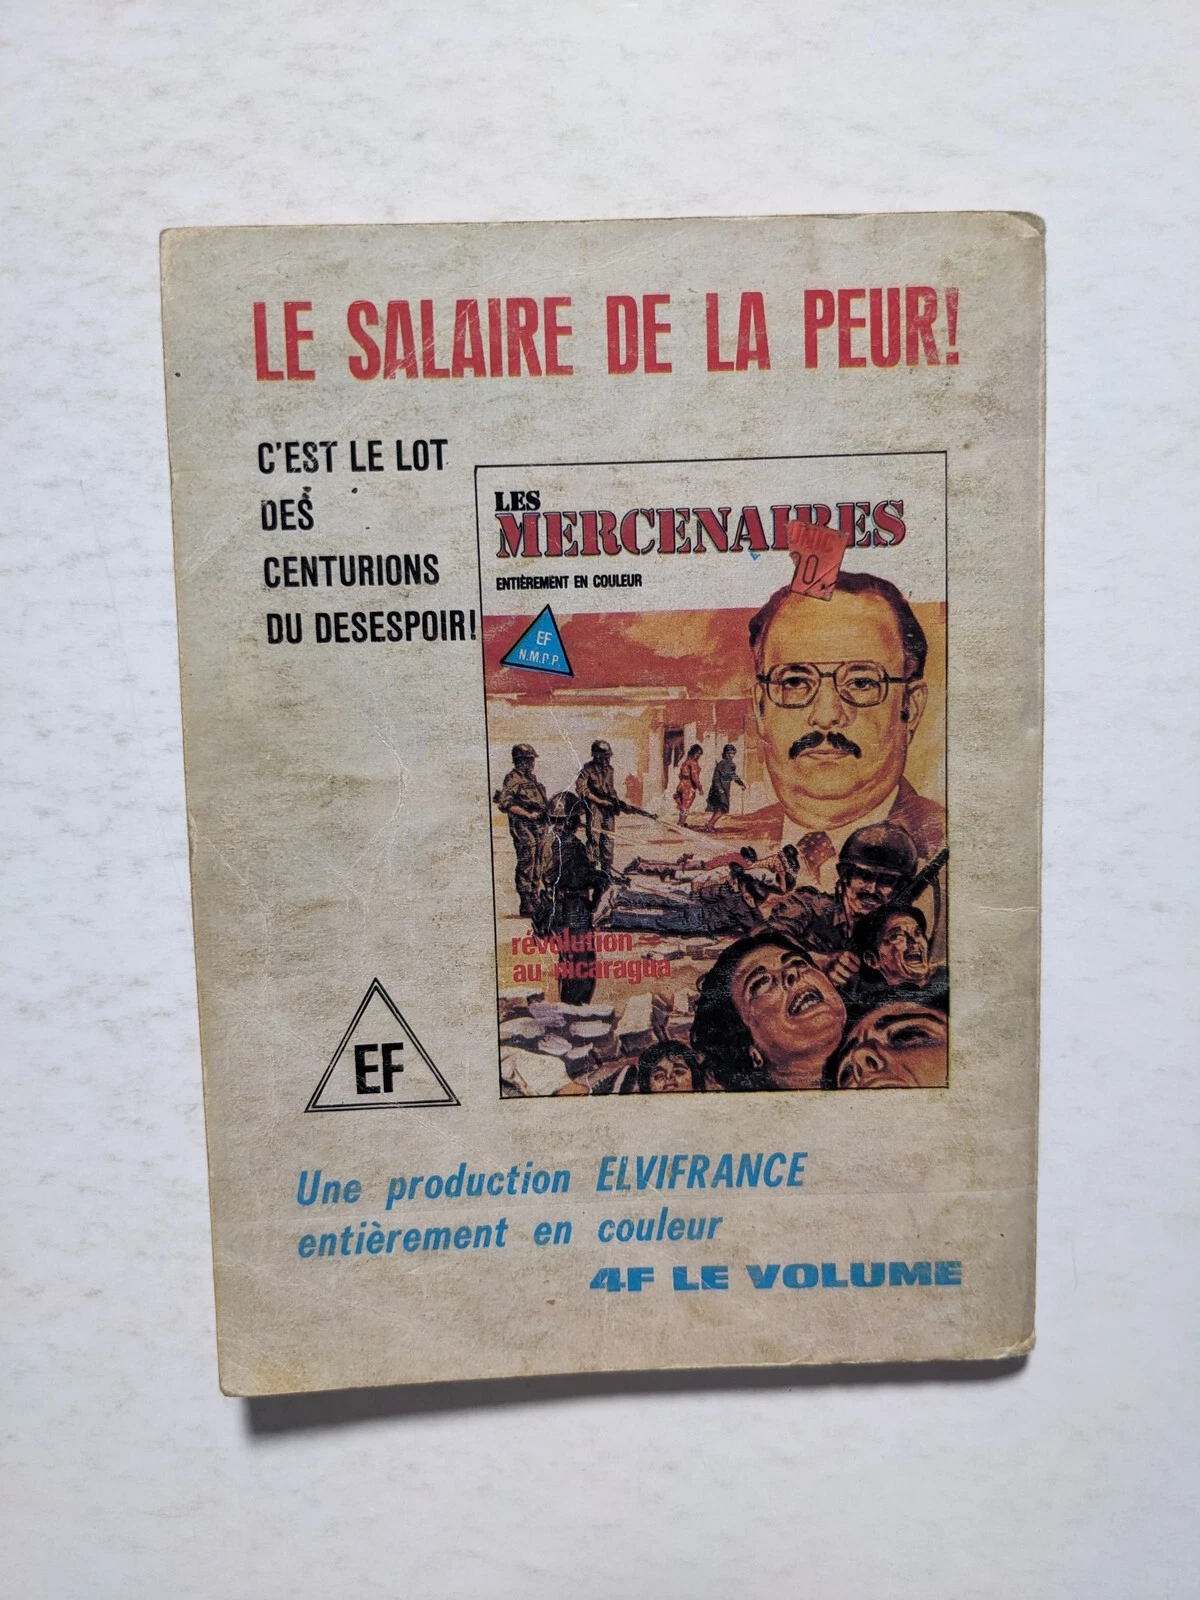 LE SALAIRE DE LA PEUR!
C'EST LE LOT
DES
CENTURIONS
DU DESESPOIR!
LES
MERCENAIRES
UNIC
ENTIÈREMENT EN COULEUR
EF
N.M.P.P.
révolution
au nicaragua
EF
Une production ELVIFRANCE
entièrement en couleur
4F LE VOLUME